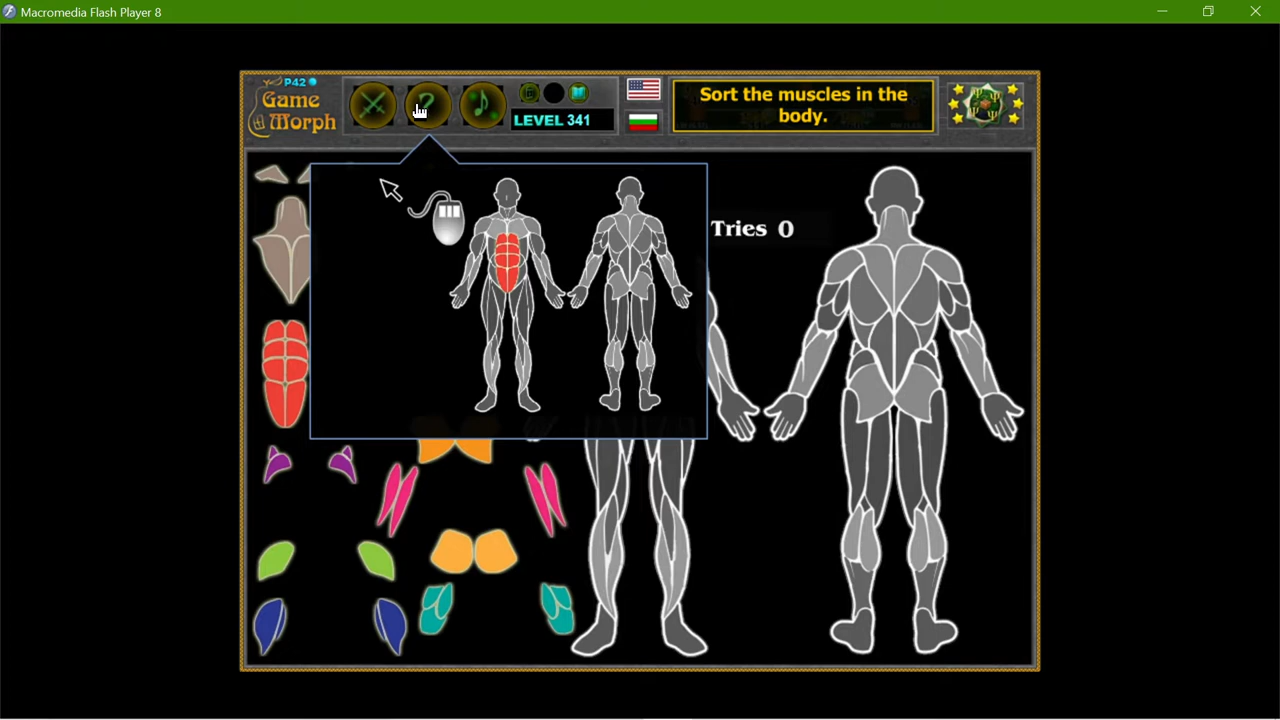 Macromedia Flash Player 8
P42
Game
Morph
?
LEVEL 341
Sort the muscles in the
body.
Tries 0